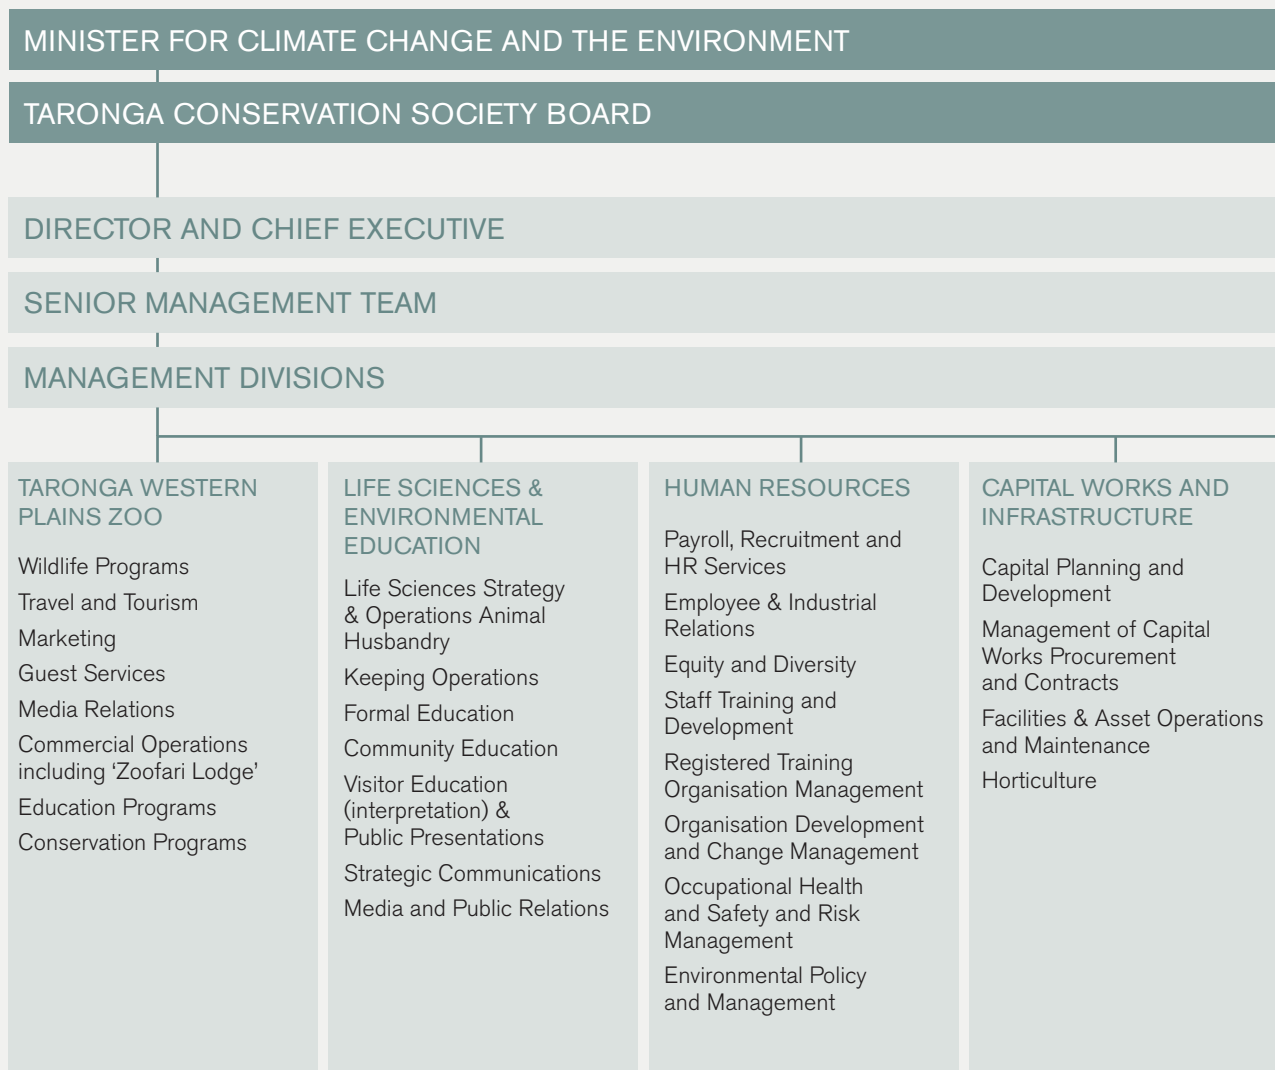 MINISTER FOR CLIMATE CHANGE AND THE ENVIRONMENT
TARONGA CONSERVATION SOCIETY BOARD
DIRECTOR AND CHIEF EXECUTIVE
SENIOR MANAGEMENT TEAM
MANAGEMENT DIVISIONS
TARONGA WESTERN
PLAINS ZOO
Wildlife Programs
Travel and Tourism
Marketing
Guest Services
Media Relations
Commercial Operations
including ‘Zoofari Lodge’
Education Programs
Conservation Programs
LIFE SCIENCES &
ENVIRONMENTAL
EDUCATION
Life Sciences Strategy
& Operations Animal
Husbandry
Keeping Operations
Formal Education
Community Education
Visitor Education
(interpretation) &
Public Presentations
Strategic Communications
Media and Public Relations
HUMAN RESOURCES
Payroll, Recruitment and
HR Services
Employee & Industrial
Relations
Equity and Diversity
Staff Training and
Development
Registered Training
Organisation Management
Organisation Development
and Change Management
Occupational Health
and Safety and Risk
Management
Environmental Policy
and Management
CAPITAL WORKS AND
INFRASTRUCTURE
Capital Planning and
Development
Management of Capital
Works Procurement
and Contracts
Facilities & Asset Operations
and Maintenance
Horticulture